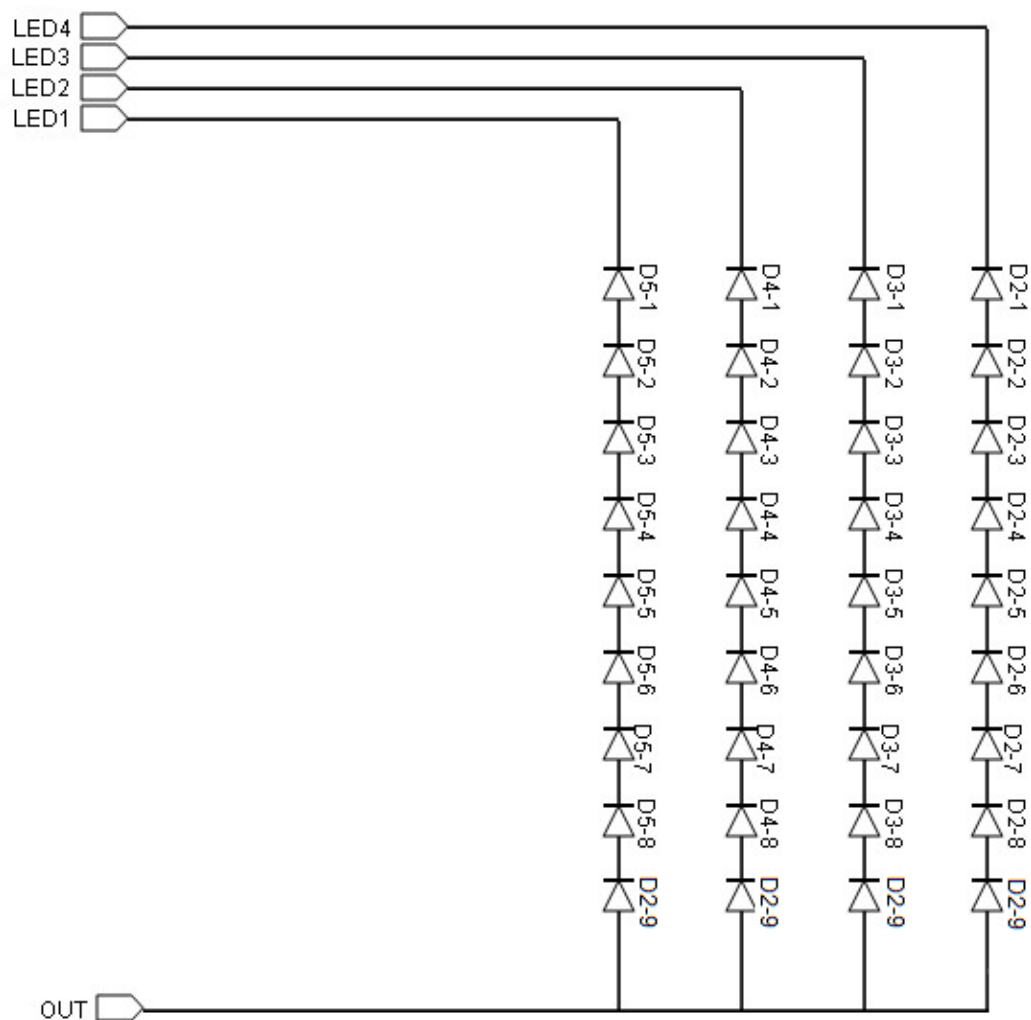 LED4
LED3
LED2
LED1
D5-1
D4-1
D3-1
D2-1
D5-2
D4-2
D3-2
D2-2
D5-3
D4-3
D3-3
D2-3
D5-4
D4-4
D3-4
D2-4
D5-5
D4-5
D3-5
D2-5
D5-6
D4-6
D3-6
D2-6
D5-7
D4-7
D3-7
D2-7
D5-8
D4-8
D3-8
D2-8
D2-9
D2-9
D2-9
D2-9
OUT